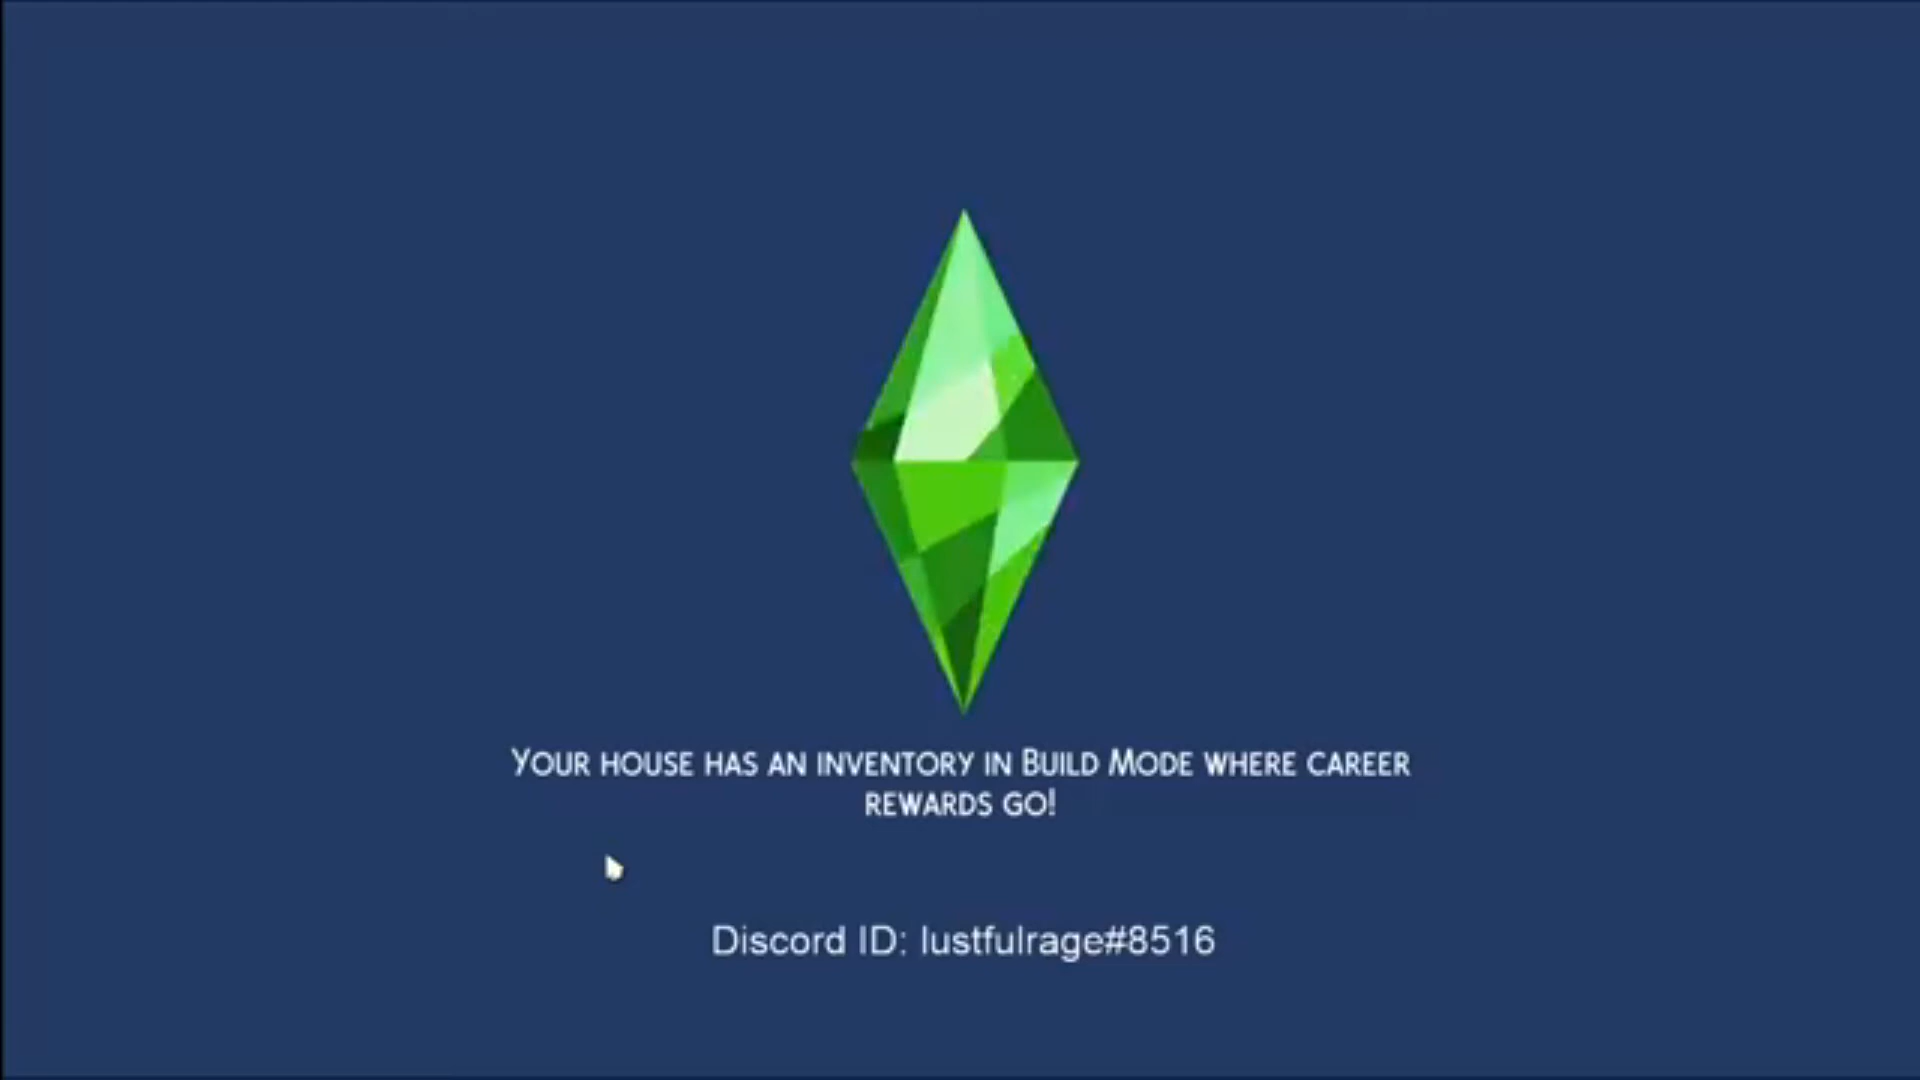 Your house has an inventory in Build Mode where career
rewards go!
Discord ID: lustfulrage#8516